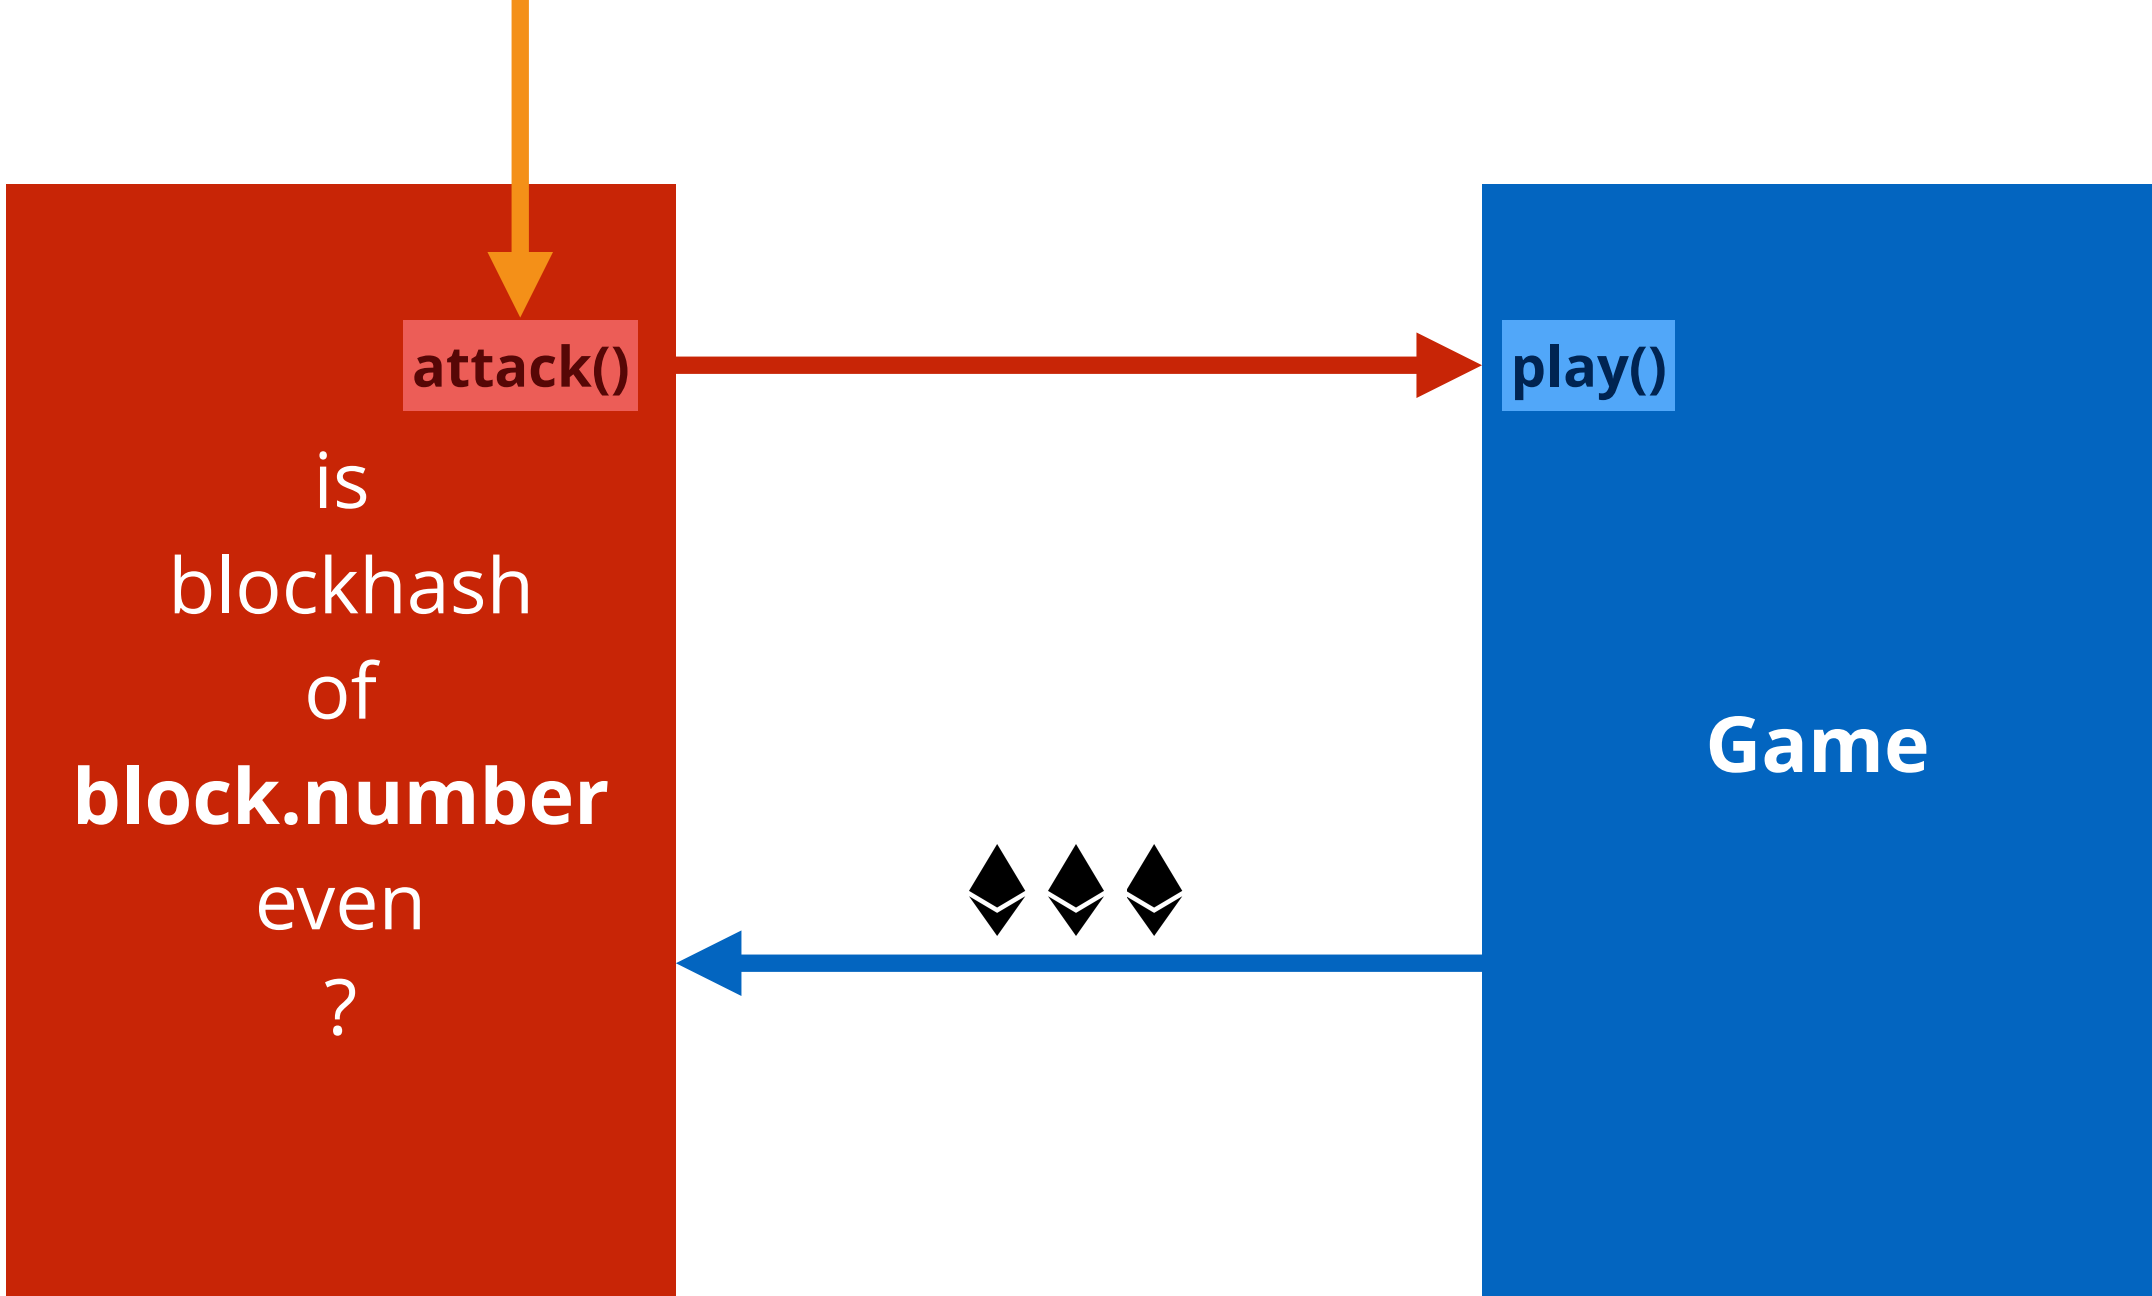 attack()
play()
is
blockhash
of
block.number
even
?
Game